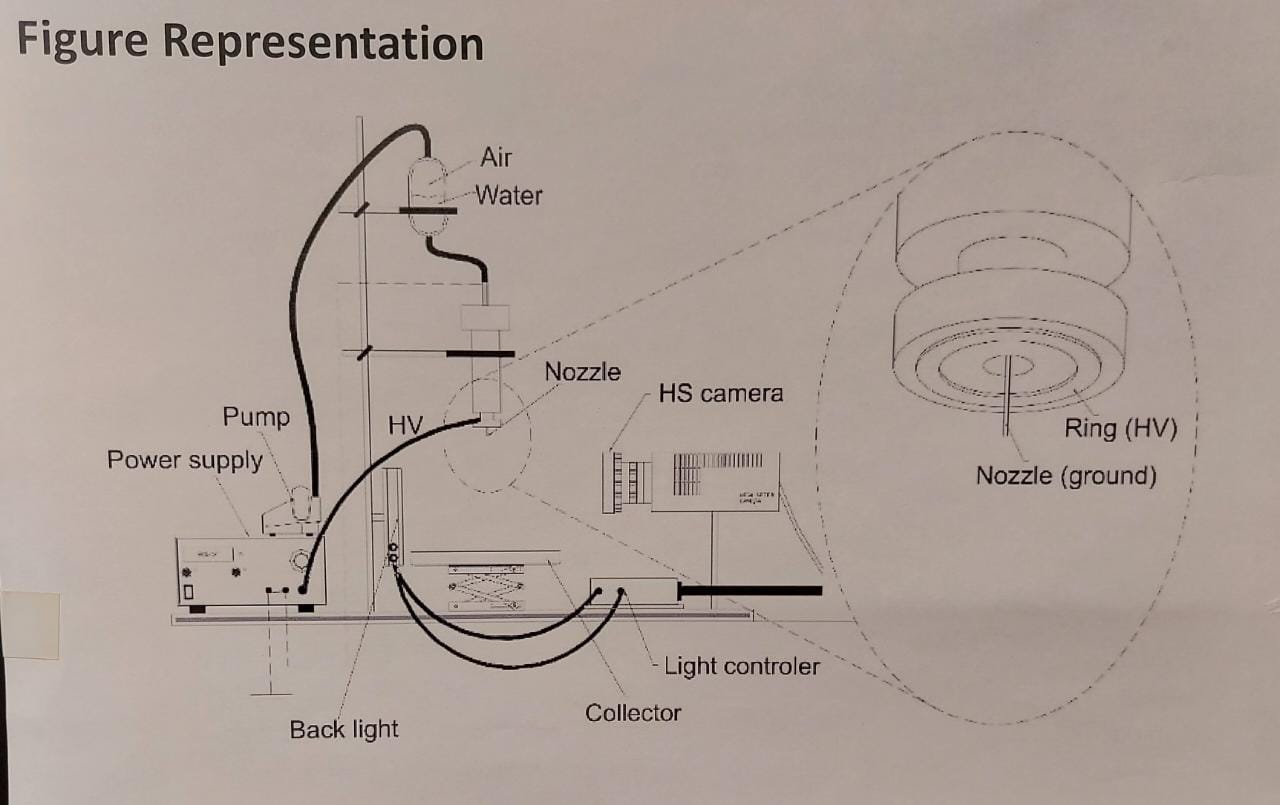 Figure Representation
Air
Water
Nozzle
HS camera
HV
Pump
Power supply
Ring (HV)
Nozzle (ground)
Light controler
Collector
Back light